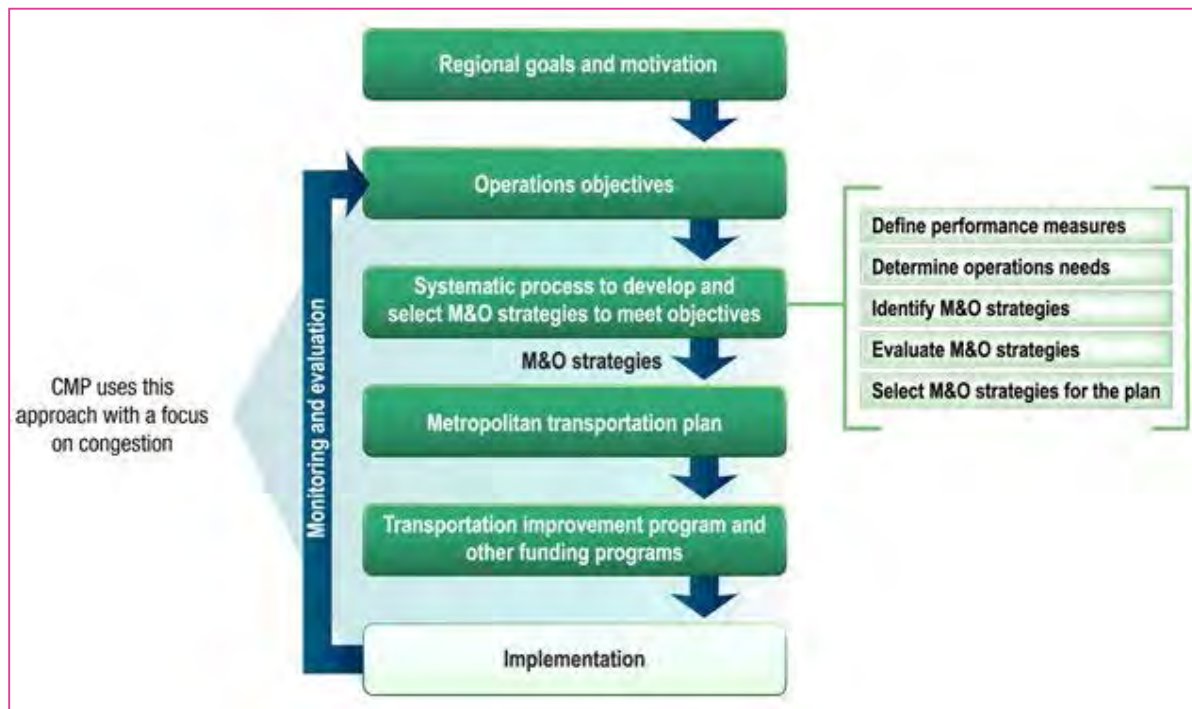 Regional goals and motivation
Operations objectives
Systematic process to develop and
select M&O strategies to meet objectives
M&O strategies
Metropolitan transportation plan
Transportation improvement program and
other funding programs
Implementation
Monitoring and evaluation
CMP uses this
approach with a focus
on congestion
Define performance measures
Determine operations needs
Identify M&O strategies
Evaluate M&O strategies
Select M&O strategies for the plan